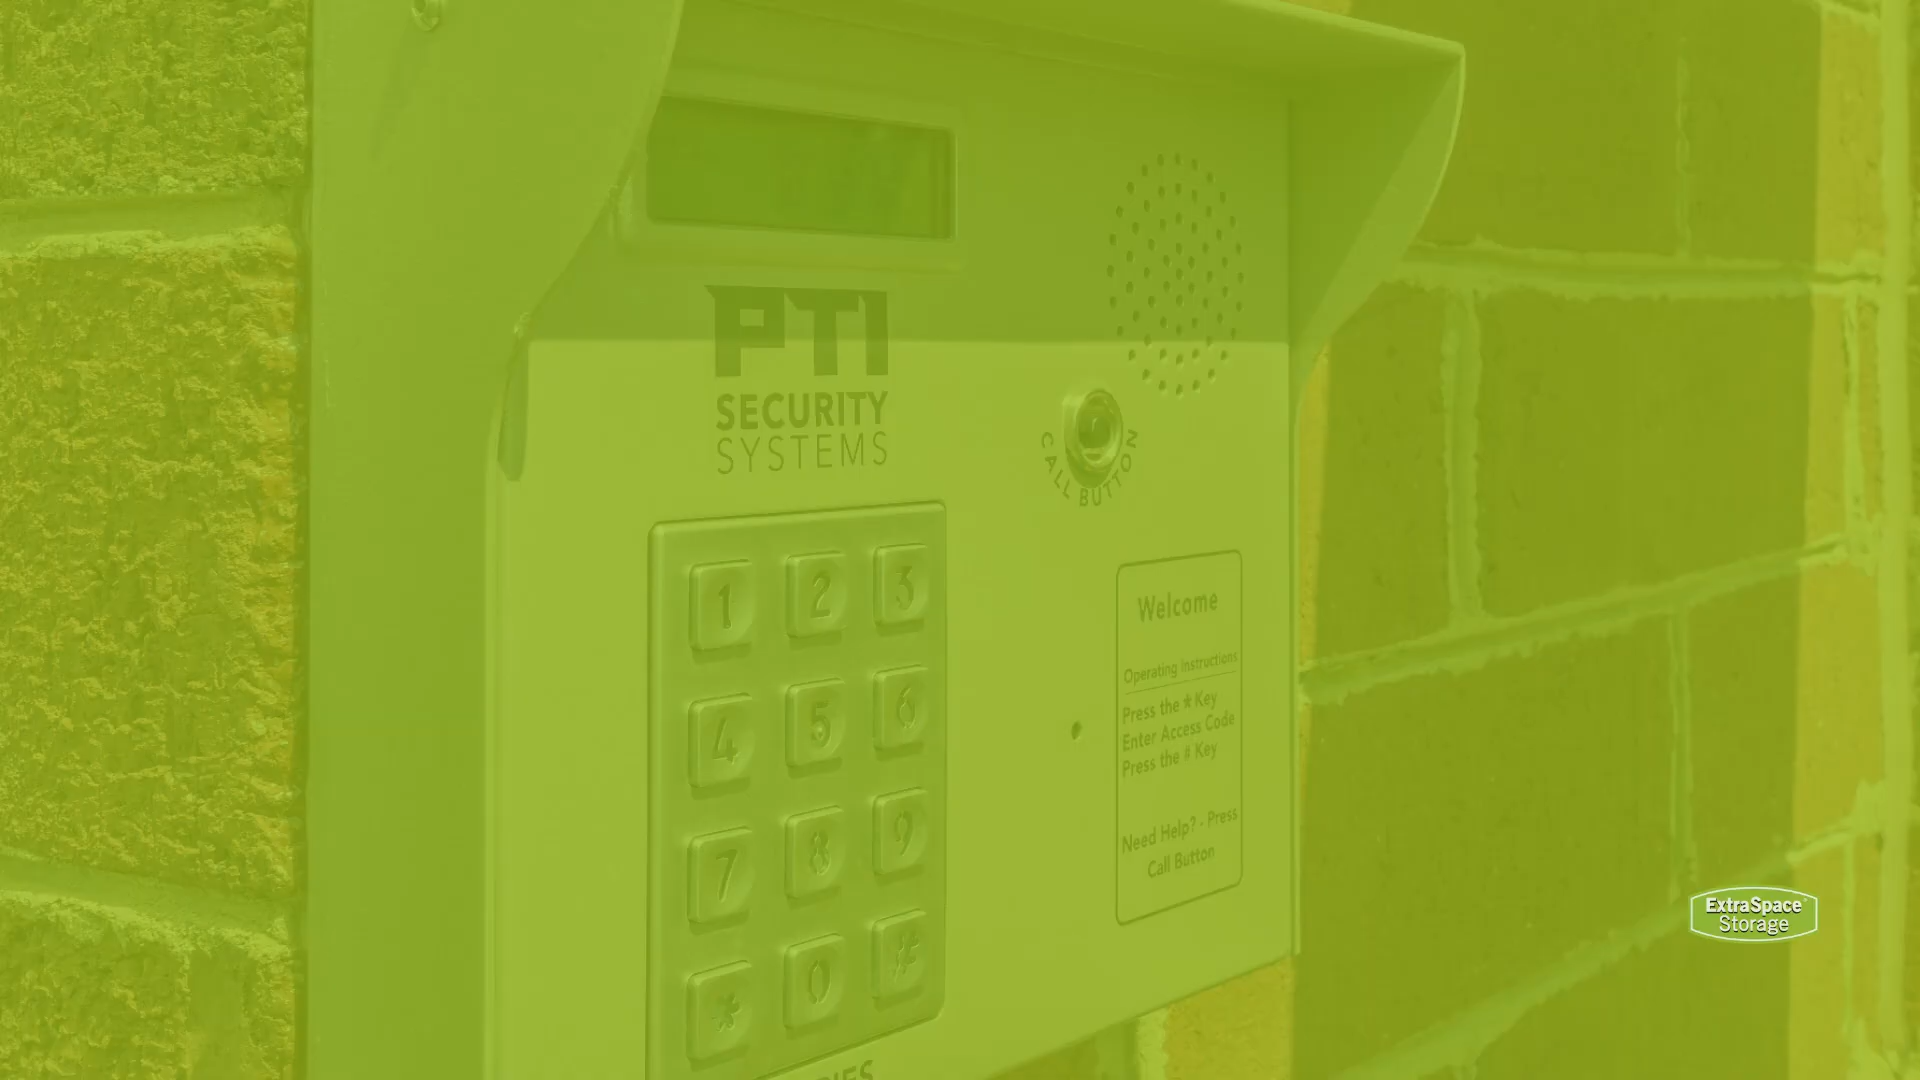 PTI
SECURITY
SYSTEMS
CALL BUTTON
1 2 3
4 5 6
7 8 9
* 0 #
Welcome
Operating Instructions
Press the * Key
Enter Access Code
Press the # Key
Need Help? - Press
Call Button
ExtraSpace
Storage